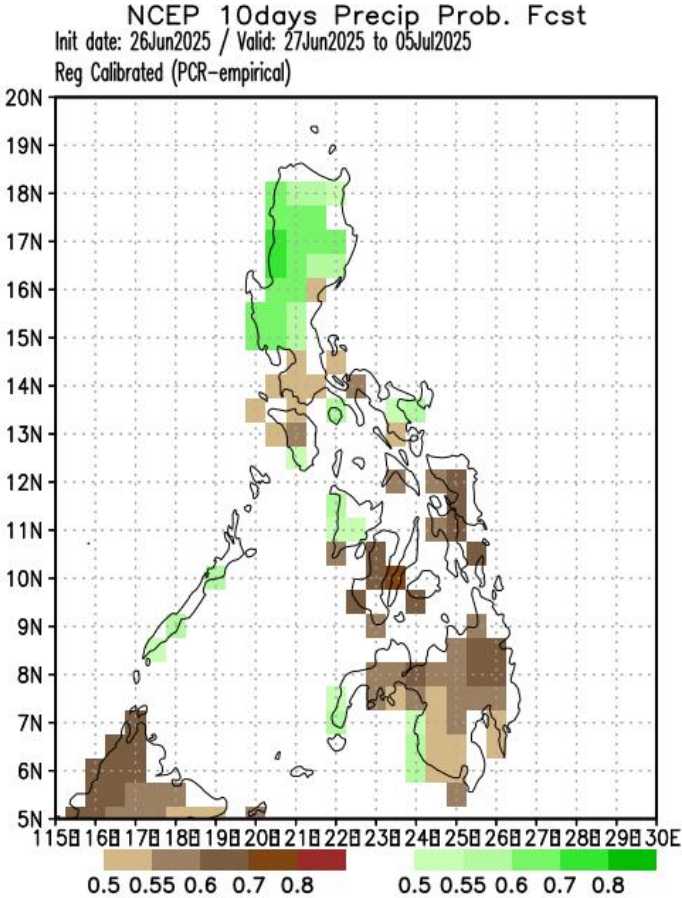 NCEP 10days Precip Prob. Fcst
Init date: 26Jun2025 / Valid: 27Jun2025 to 05Jul2025
Reg Calibrated (PCR-empirical)
20N
19N
18N
17N
16N
15N
14N
13N
12N
11N
10N
9N
8N
7N
6N
5N
115E 116E 117E 118E 119E 120E 121E 122E 123E 124E 125E 126E 127E 128E 129E 130E
0.5 0.55 0.6 0.7 0.8 0.5 0.55 0.6 0.7 0.8